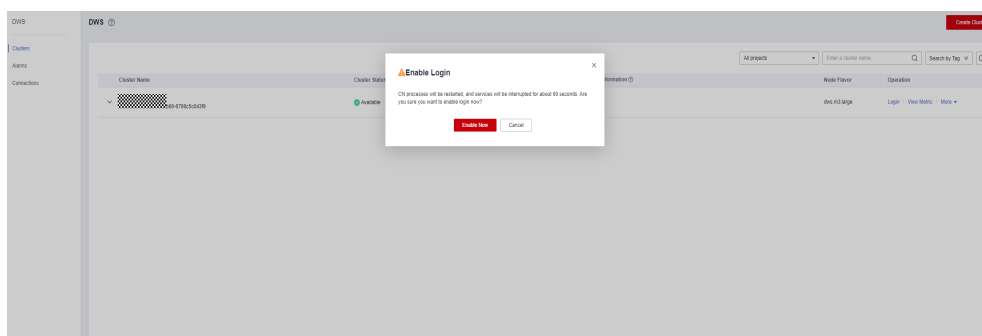 DWS
DWS
Create Clus
Clusters
Alarms
Connections
All projects
Enter a cluster name
Search by Tag
Enable Login
Cluster Name
Cluster Status
formation
Node Flavor
Operation
CN processes will be restarted, and services will be interrupted for about 60 seconds. Are
you sure you want to enable login now?
Available
dws.m3.large
Login
View Metric
More
Enable Now
Cancel